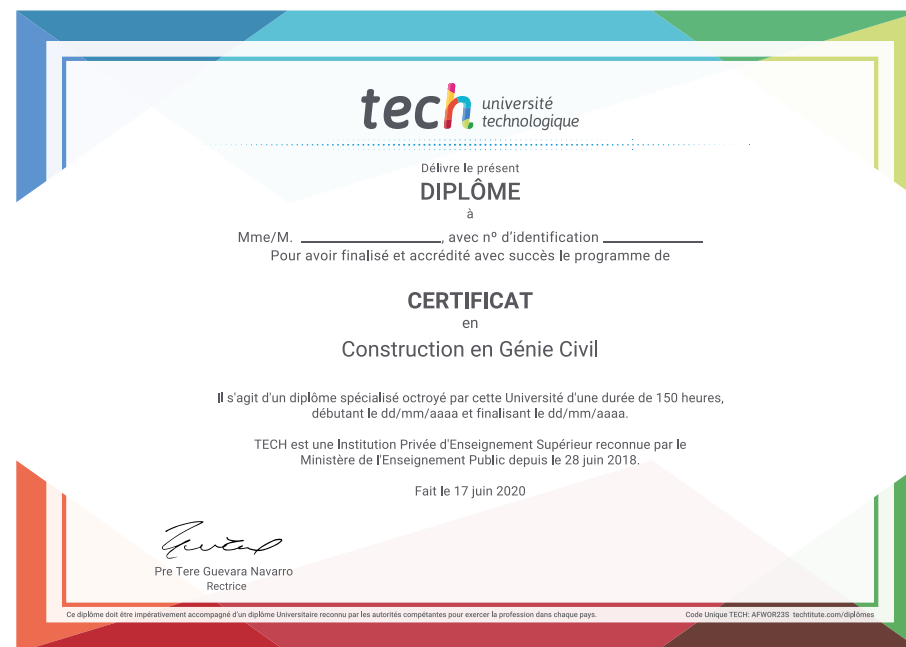 tech université
technologique
Délivre le présent
DIPLÔME
à
Mme/M. ____________________, avec nº d'identification ______________
Pour avoir finalisé et accrédité avec succès le programme de
CERTIFICAT
en
Construction en Génie Civil
Il s'agit d'un diplôme spécialisé octroyé par cette Université d'une durée de 150 heures,
débutant le dd/mm/aaaa et finalisant le dd/mm/aaaa.
TECH est une Institution Privée d'Enseignement Supérieur reconnue par le
Ministère de l'Enseignement Public depuis le 28 juin 2018.
Fait le 17 juin 2020
Pre Tere Guevara Navarro
Rectrice
Ce diplôme doit être impérativement accompagné d'un diplôme Universitaire reconnu par les autorités compétantes pour exercer la profession dans chaque pays.
Code Unique TECH: AFWOR23S techtitute.com/diplômes